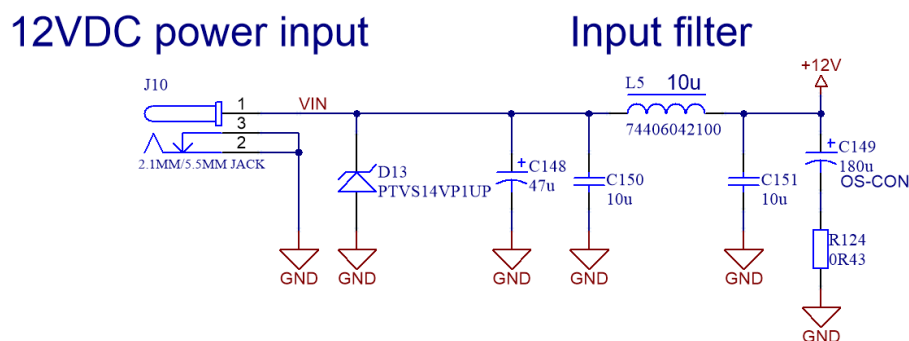 12VDC power input
Input filter
+12V
J10
L5 10u
1
VIN
3
2
74406042100
2.1MM/5.5MM JACK
D13
PTVS14VP1UP
+
C148
47u
C150
10u
C151
10u
+
C149
180u
OS-CON
R124
0R43
GND
GND
GND
GND
GND
GND